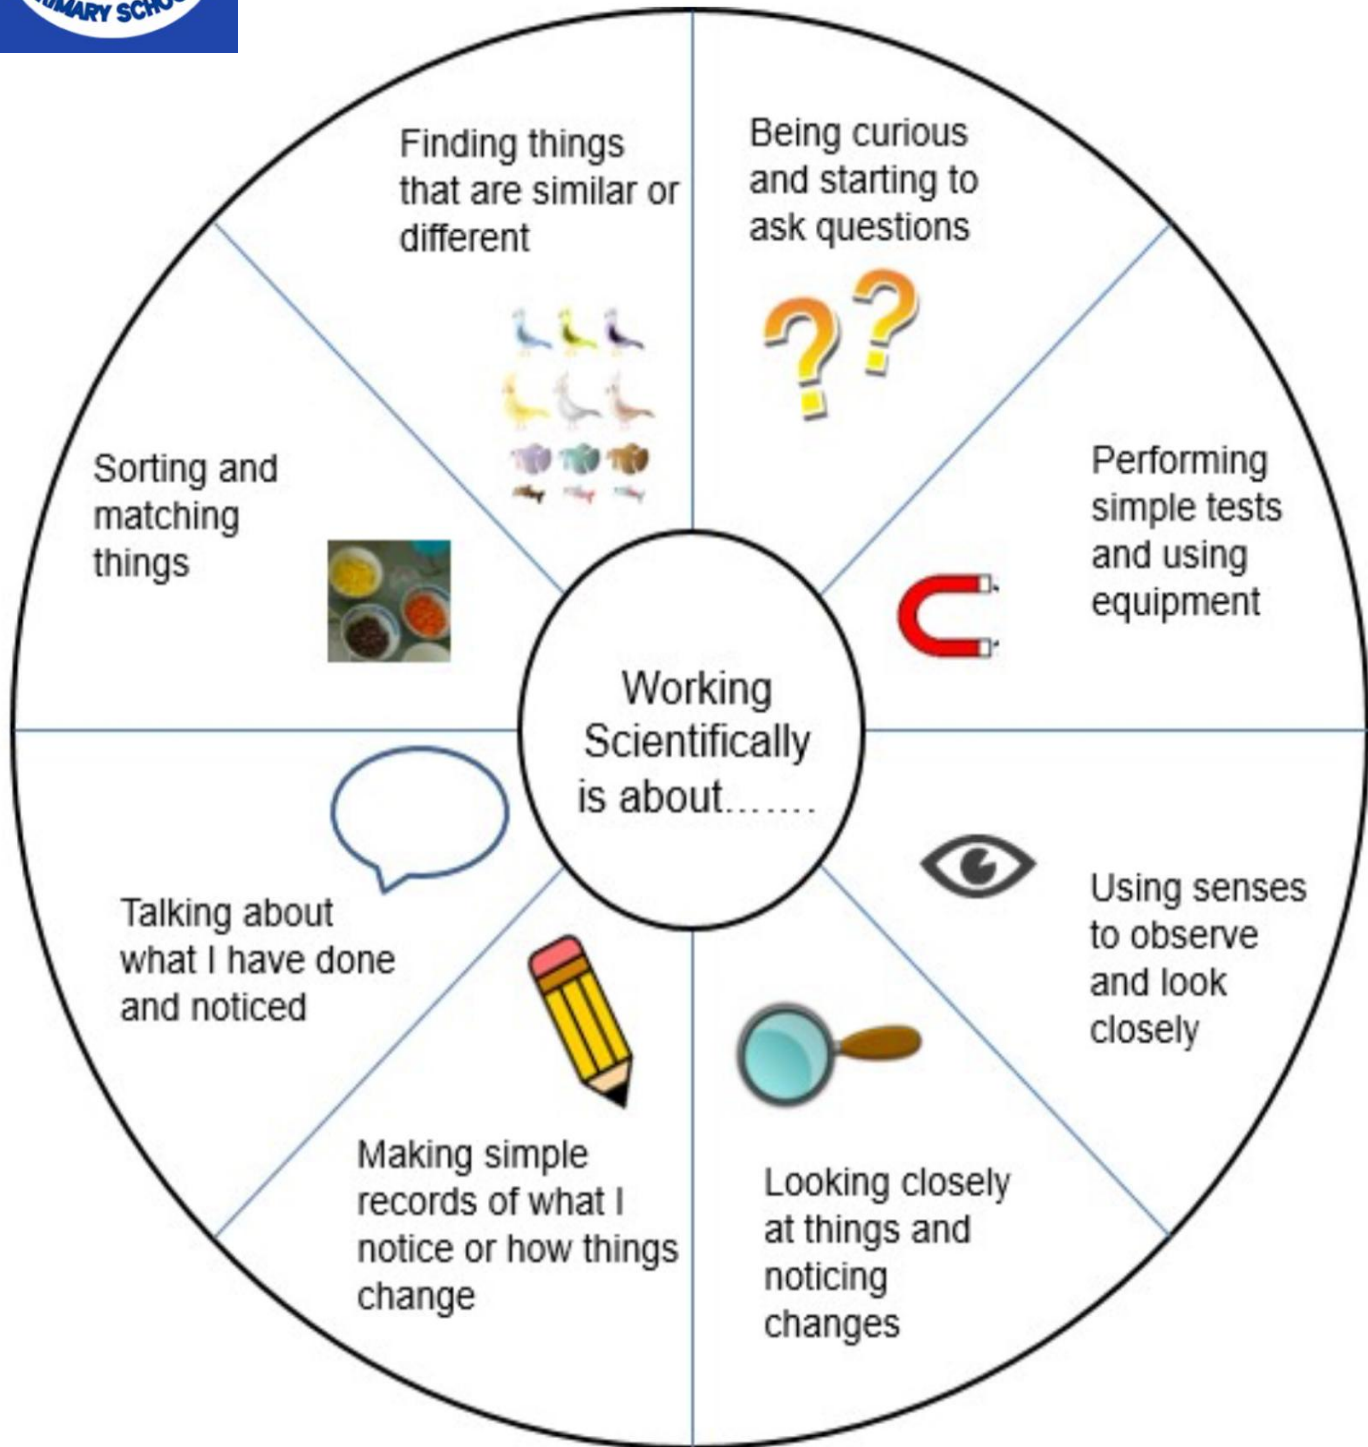 PRIMARY SCHOOL
Being curious
and starting to
ask questions
Performing
simple tests
and using
equipment
Using senses
to observe
and look
closely
Looking closely
at things and
noticing
changes
Making simple
records of what I
notice or how things
change
Talking about
what I have done
and noticed
Sorting and
matching
things
Finding things
that are similar or
different
Working
Scientifically
is about…….